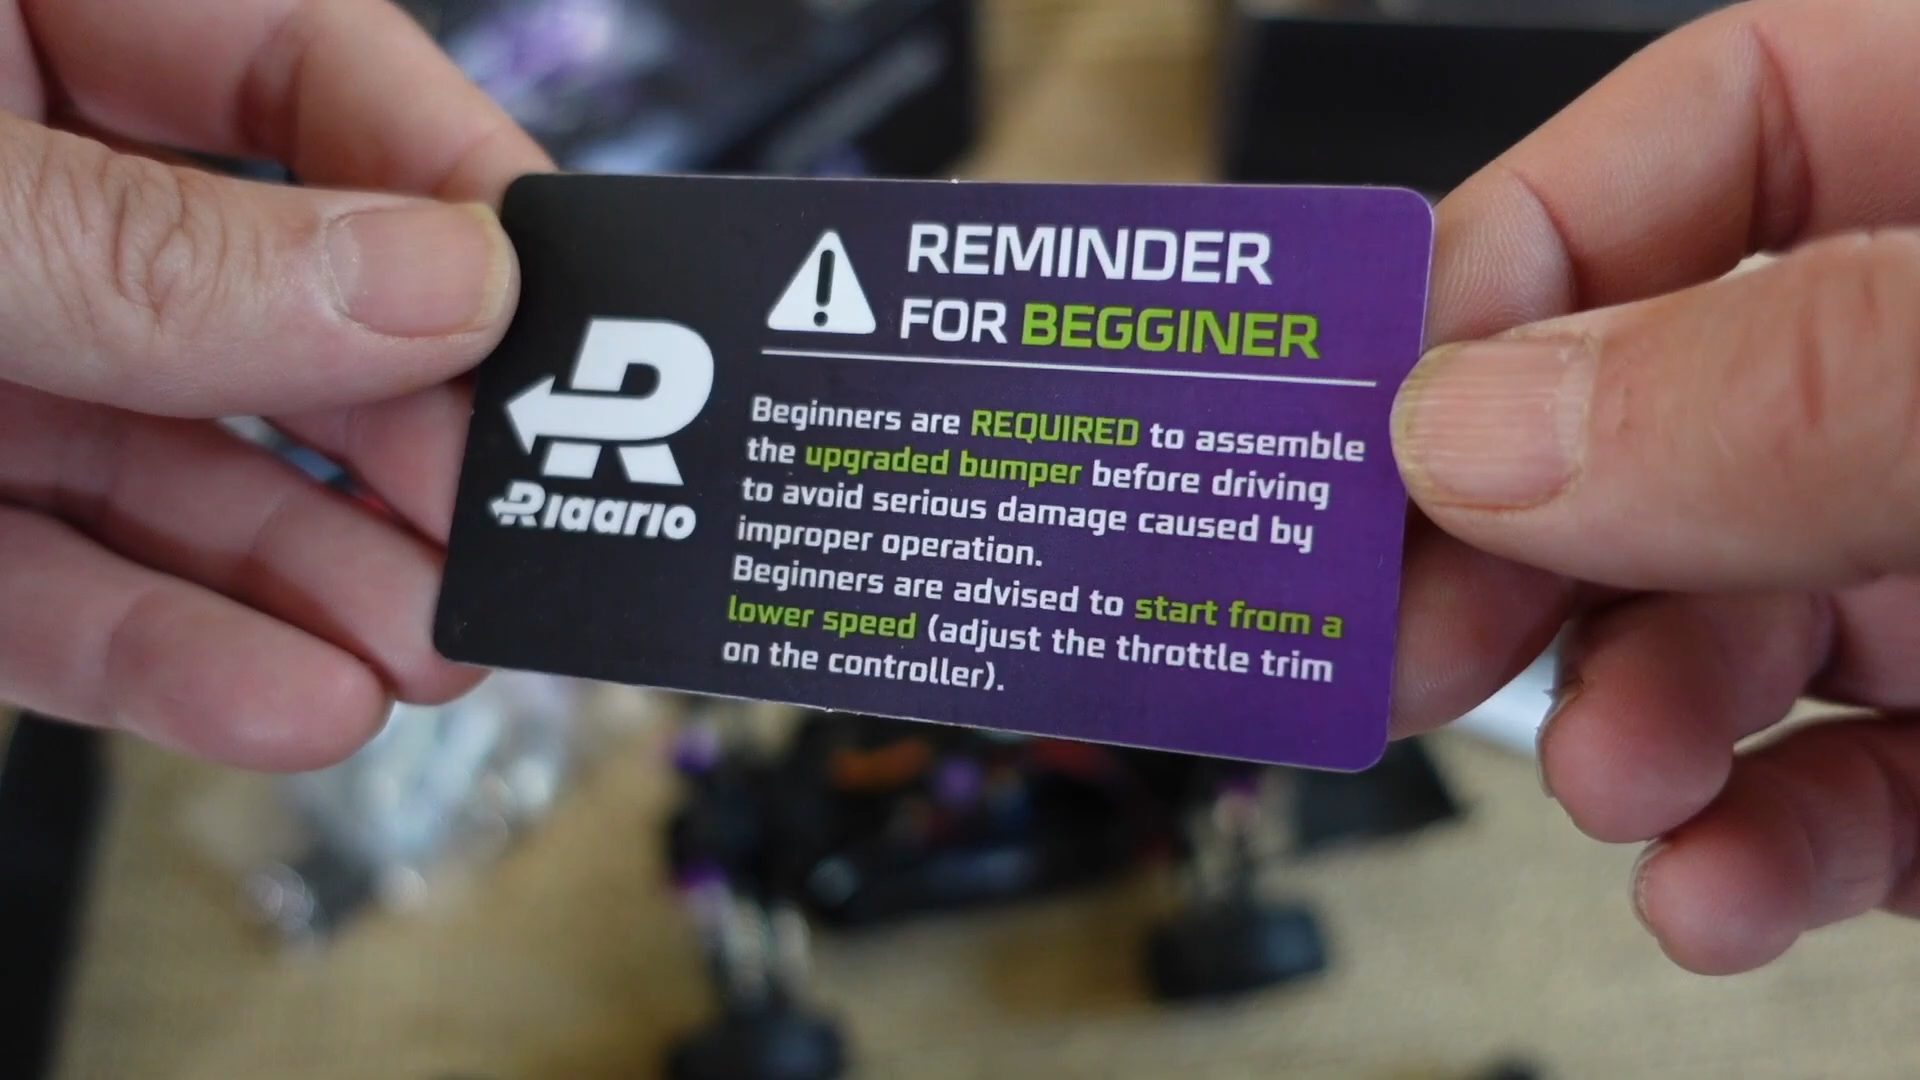 REMINDER
FOR BEGGINER
Riaario
Beginners are REQUIRED to assemble
the upgraded bumper before driving
to avoid serious damage caused by
improper operation.
Beginners are advised to start from a
lower speed (adjust the throttle trim
on the controller).